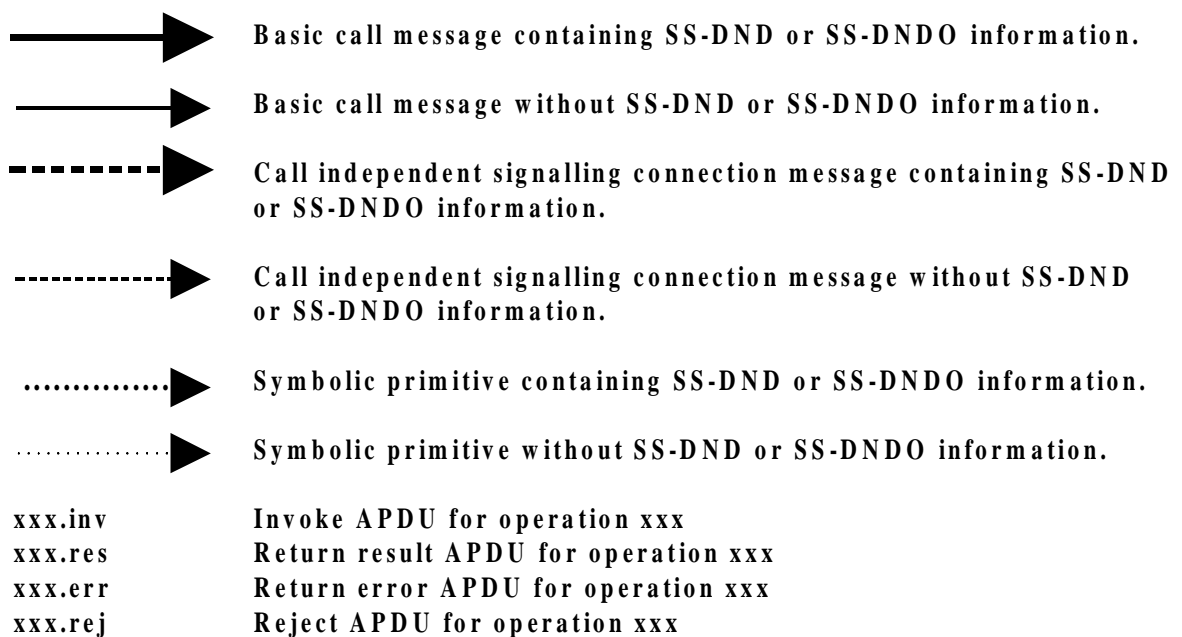 Basic call message containing SS-DND or SS-DNDO information.
Basic call message without SS-DND or SS-DNDO information.
Call independent signalling connection message containing SS-DND
or SS-DNDO information.
Call independent signalling connection message without SS-DND
or SS-DNDO information.
Symbolic primitive containing SS-DND or SS-DNDO information.
Symbolic primitive without SS-DND or SS-DNDO information.
xxx.inv Invoke APDU for operation xxx
xxx.res Return result APDU for operation xxx
xxx.err Return error APDU for operation xxx
xxx.rej Reject APDU for operation xxx